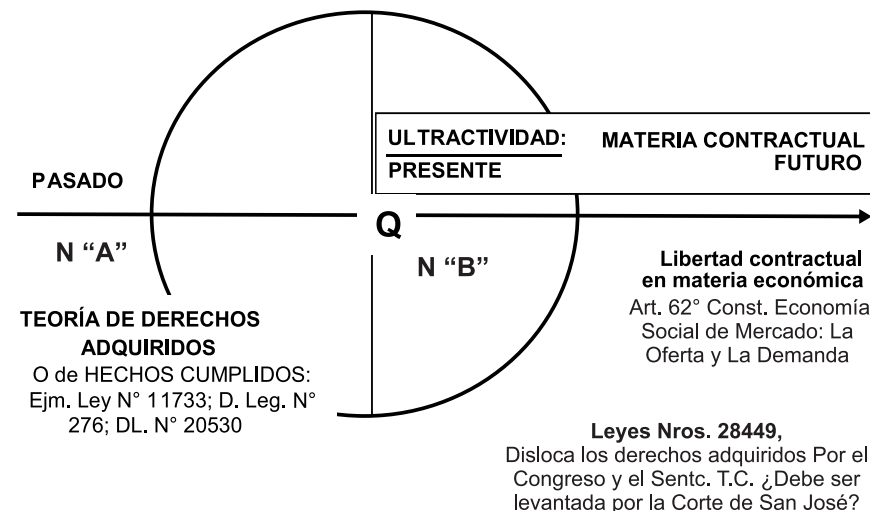 ULTRACTIVIDAD: MATERIA CONTRACTUAL
PRESENTE FUTURO
PASADO
Q
N “A”
N “B”
Libertad contractual
en materia económica
Art. 62° Const. Economía
Social de Mercado: La
Oferta y La Demanda
TEORÍA DE DERECHOS
ADQUIRIDOS
O de HECHOS CUMPLIDOS:
Ejm. Ley N° 11733; D. Leg. N°
276; DL. N° 20530
Leyes Nros. 28449,
Disloca los derechos adquiridos Por el
Congreso y el Sentc. T.C. ¿Debe ser
levantada por la Corte de San José?